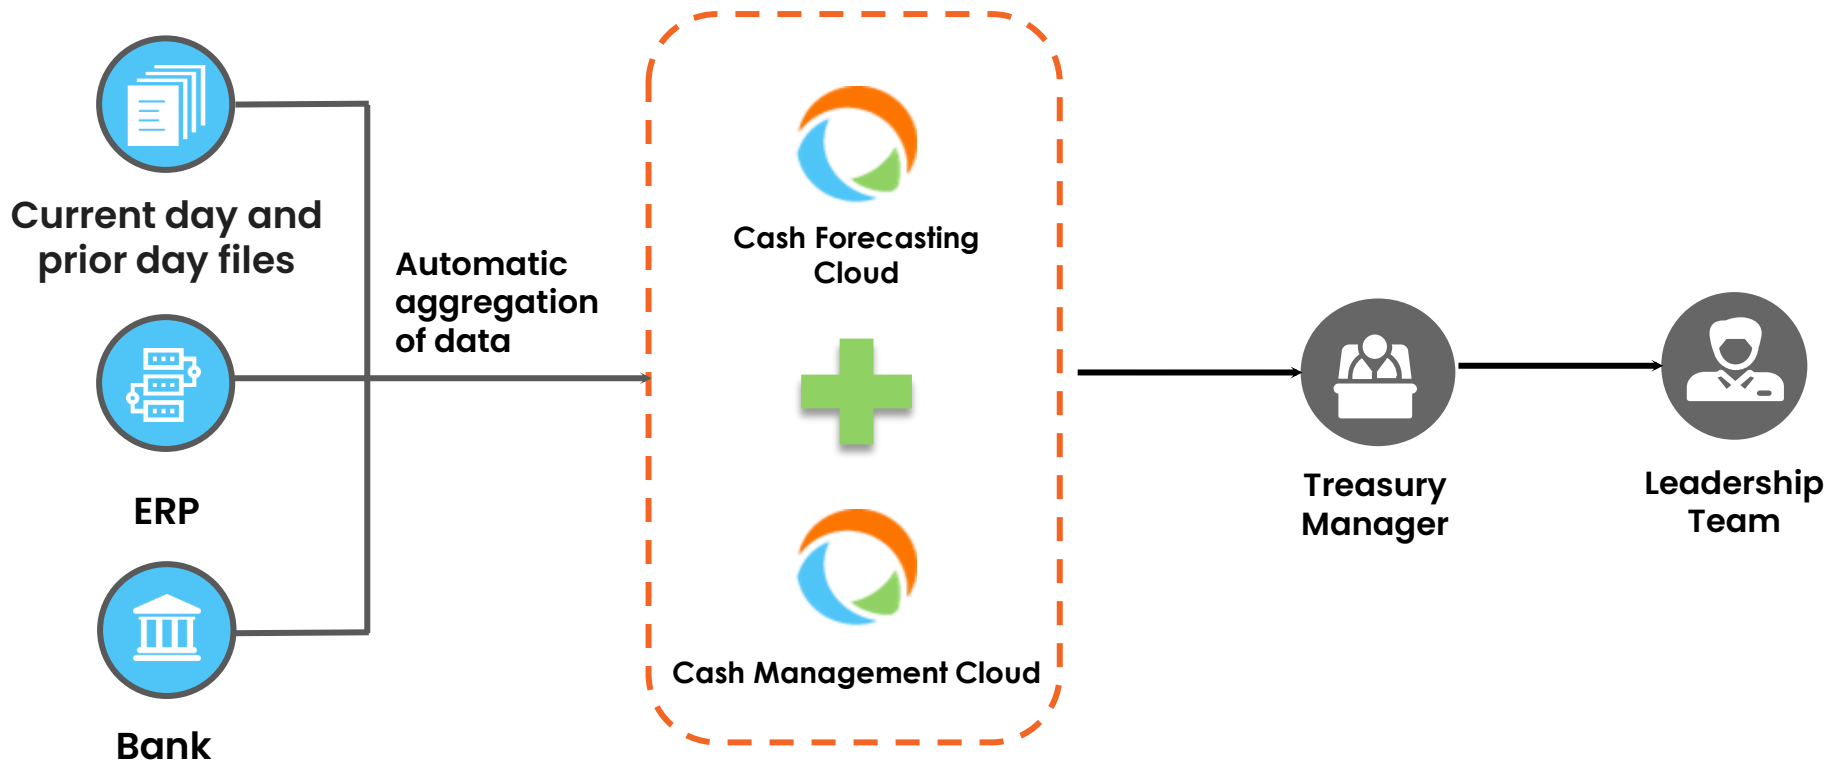 Current day and
prior day files
ERP
Bank
Automatic
aggregation
of data
Cash Forecasting
Cloud
Cash Management Cloud
Treasury
Manager
Leadership
Team